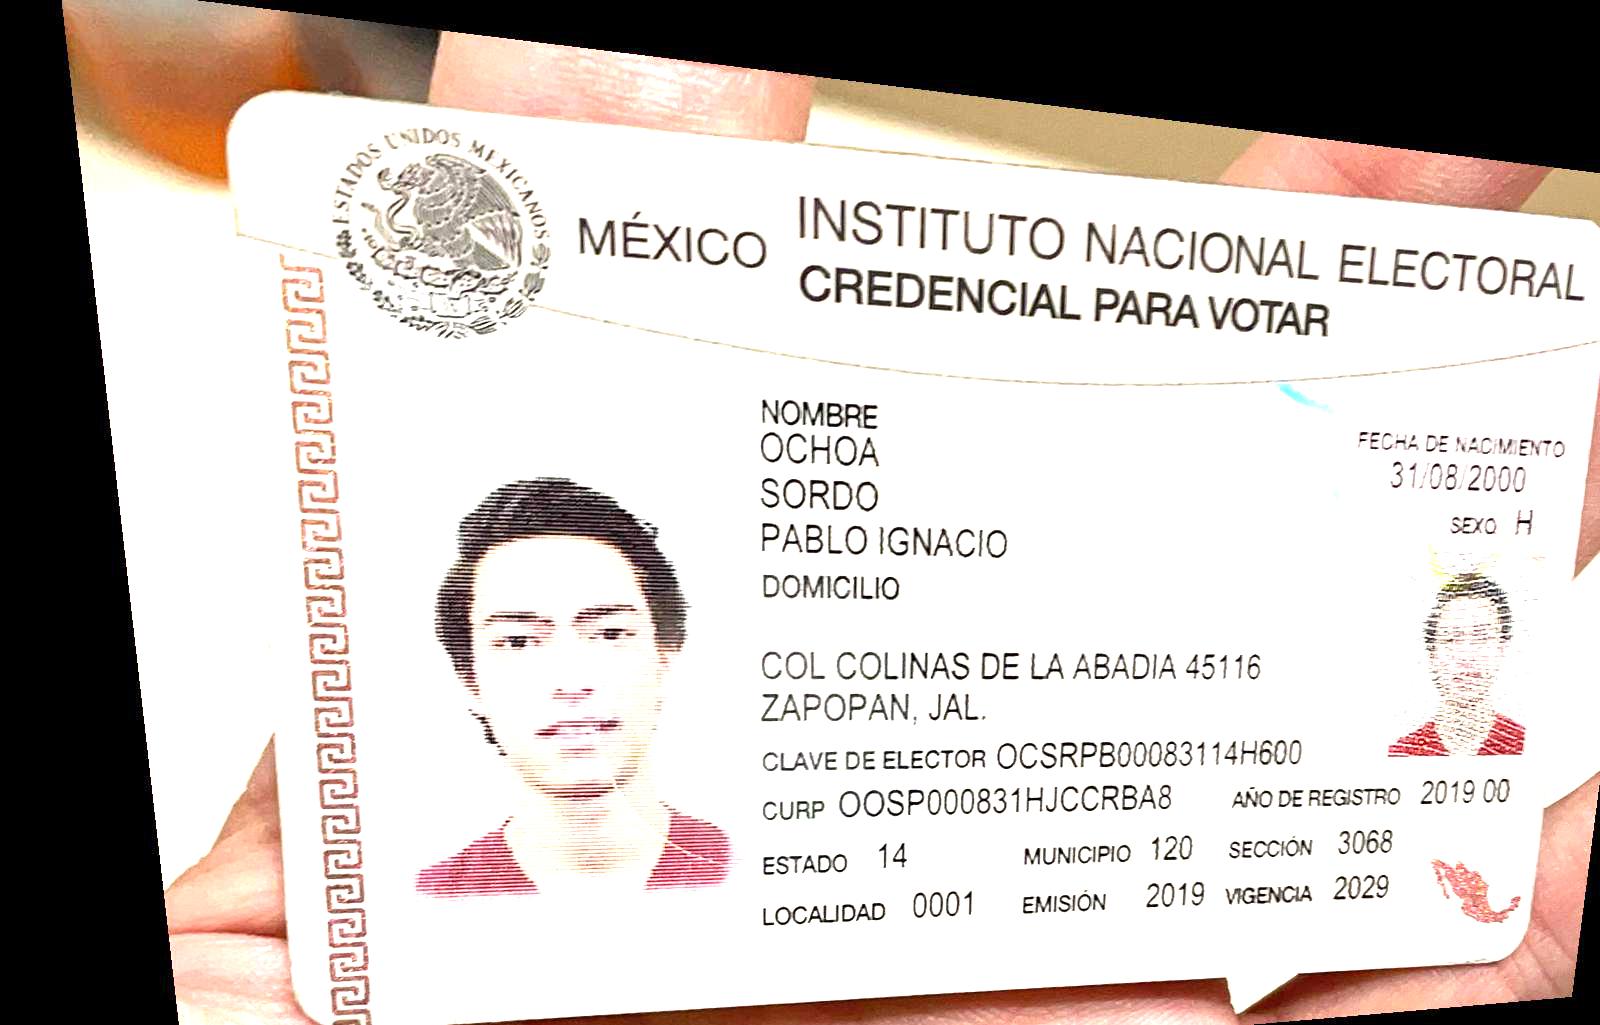 ESTADOS UNIDOS MEXICANOS
MÉXICO INSTITUTO NACIONAL ELECTORAL
CREDENCIAL PARA VOTAR
NOMBRE
OCHOA
SORDO
PABLO IGNACIO
FECHA DE NACIMIENTO
31/08/2000
SEXO H
DOMICILIO
COL COLINAS DE LA ABADIA 45116
ZAPOPAN, JAL.
CLAVE DE ELECTOR OCSRPB00083114H600
CURP OOSP000831HJCCRBA8 AÑO DE REGISTRO 2019 00
ESTADO 14 MUNICIPIO 120 SECCIÓN 3068
LOCALIDAD 0001 EMISIÓN 2019 VIGENCIA 2029